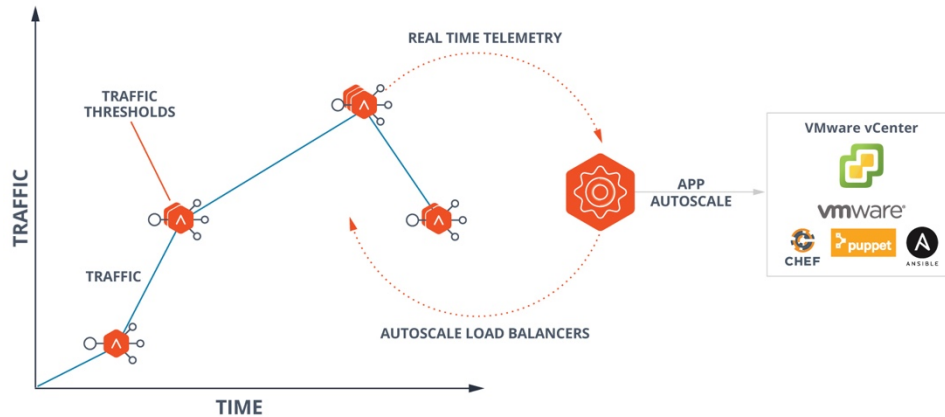 REAL TIME TELEMETRY
TRAFFIC
THRESHOLDS
VMware vCenter
TRAFFIC
APP
AUTOSCALE
vmware®
CHEF
puppet
ANSIBLE
TRAFFIC
AUTOSCALE LOAD BALANCERS
TIME